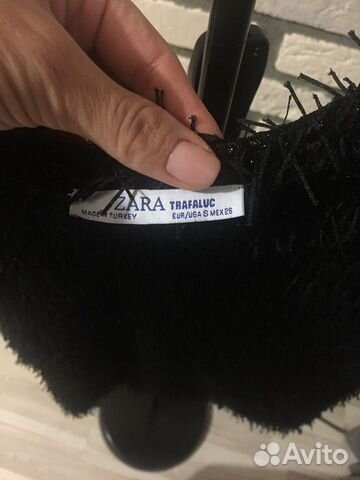 ZARA TRAFALUC
MADE IN TURKEY EUR/USA S MEX 26
Avito